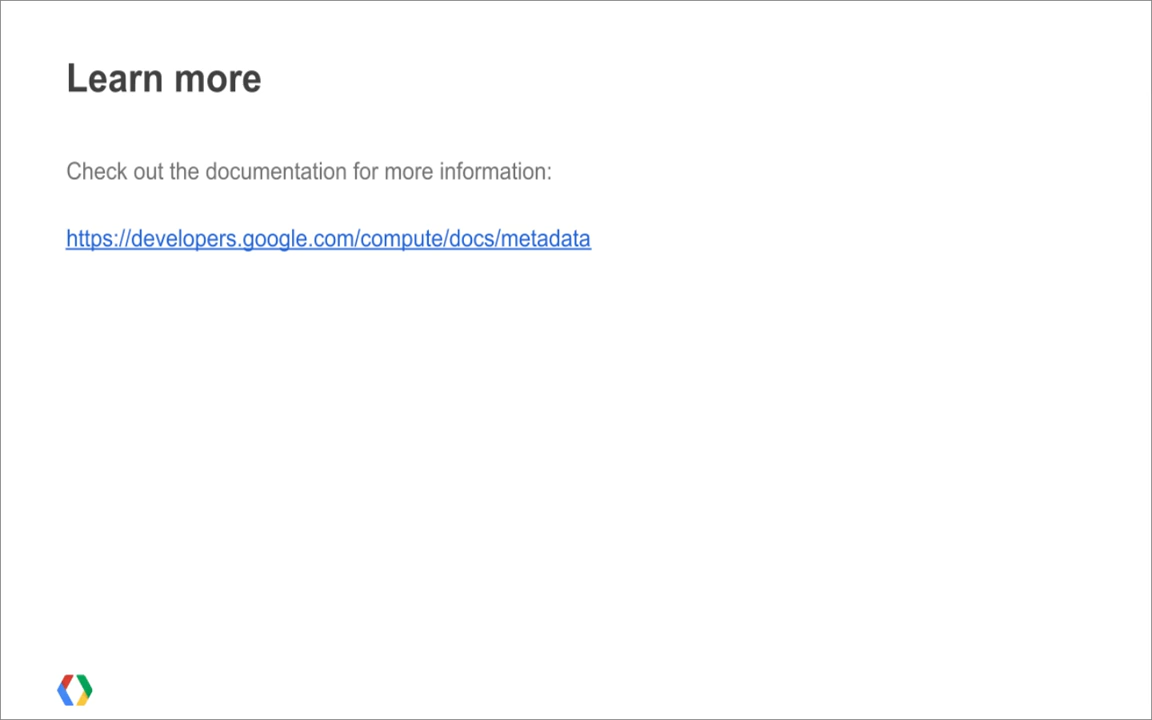 Learn more
Check out the documentation for more information:
https://developers.google.com/compute/docs/metadata